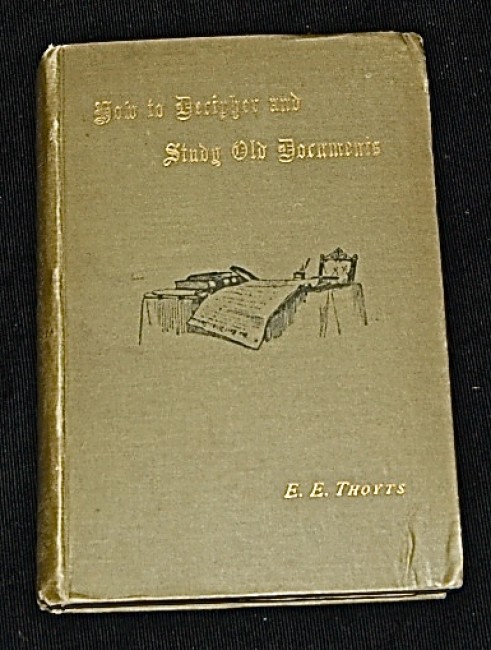 How to Decipher and
Study Old Documents
E. E. Thoyts